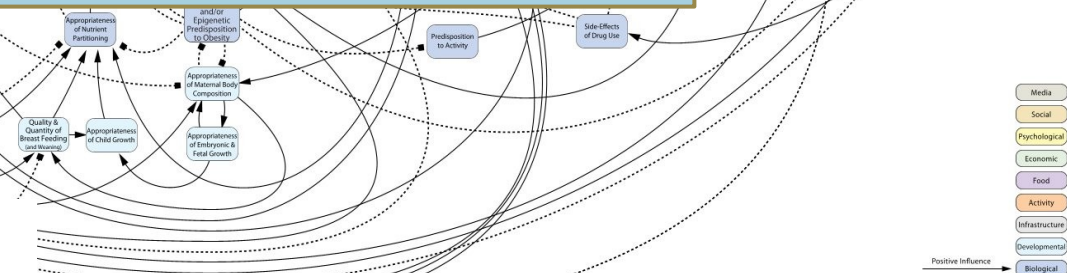 Appropriateness
of Nutrient
Partitioning
and/or
Epigenetic
Predisposition
to Obesity
Predisposition
to Activity
Side-Effects
of Drug Use
Appropriateness
of Maternal Body
Composition
Quality &
Quantity of
Breast Feeding
(and Weaning)
Appropriateness
of Child Growth
Appropriateness
of Embryonic &
Fetal Growth
Media
Social
Psychological
Economic
Food
Activity
Infrastructure
Developmental
Biological
Positive Influence